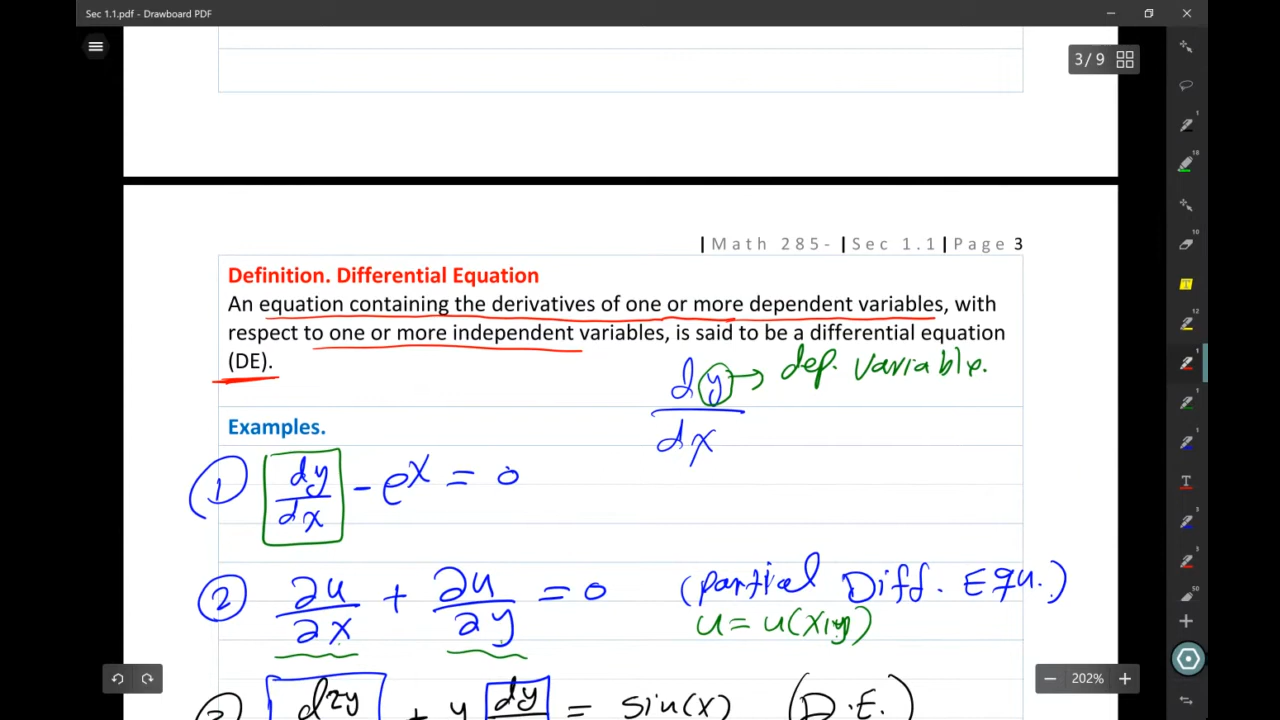 Sec 1.1.pdf - Drawboard PDF
3 / 9
| Math 285- | Sec 1.1 | Page 3
Definition. Differential Equation
An equation containing the derivatives of one or more dependent variables, with
respect to one or more independent variables, is said to be a differential equation
(DE).
dy/dx → dep. variable.
Examples.
① dy/dx - e^x = 0
② ∂u/∂x + ∂u/∂y = 0 (partial Diff. Equ.)
u = u(x,y)
d2y + y dy = sin(x) (D.E.)
202%